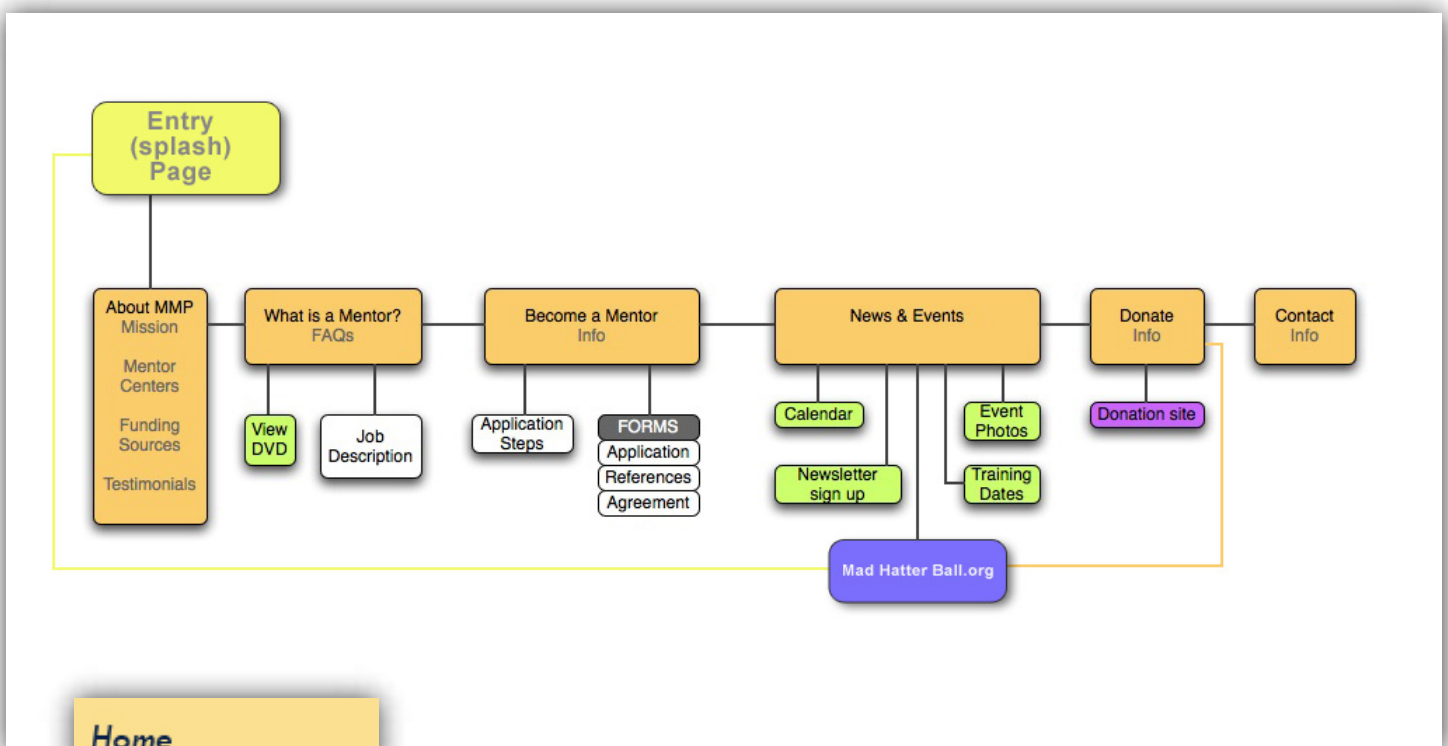 Entry
(splash)
Page
About MMP
Mission
Mentor
Centers
Funding
Sources
Testimonials
What is a Mentor?
FAQs
View
DVD
Job
Description
Become a Mentor
Info
Application
Steps
FORMS
Application
References
Agreement
News & Events
Calendar
Event
Photos
Newsletter
sign up
Training
Dates
Mad Hatter Ball.org
Donate
Info
Donation site
Contact
Info
Home